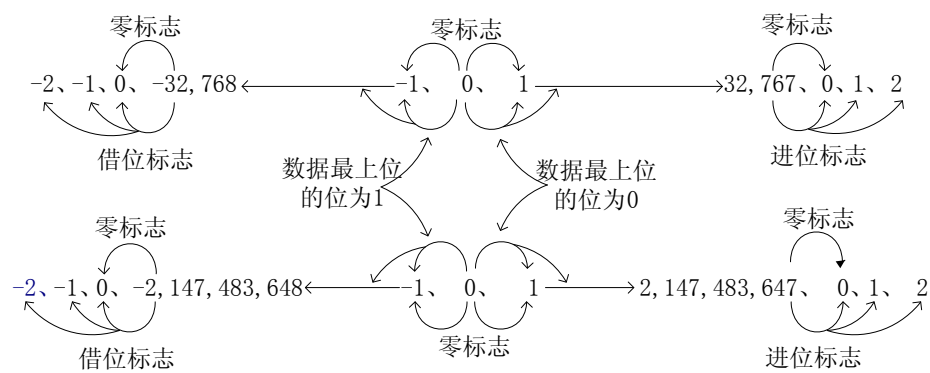 零标志 零标志 零标志
-2、-1、0、-32,768 -1、 0、 1 32,767、0、1、2
借位标志 进位标志
数据最上位的位为1 数据最上位的位为0
零标志 零标志
-2、-1、0、-2,147,483,648 -1、 0、 1 2,147,483,647、 0、1、 2
借位标志 零标志 进位标志